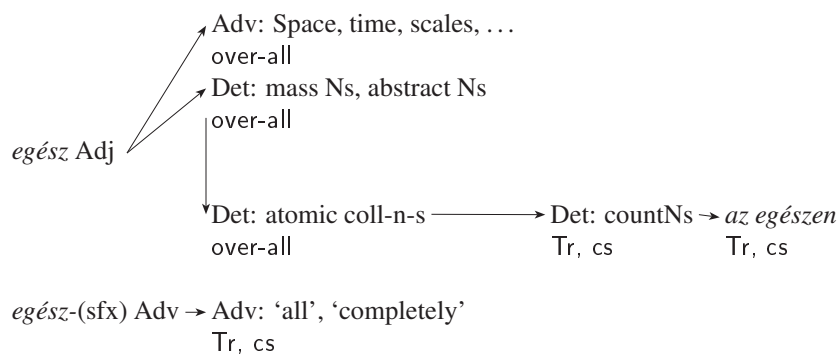 Adv: Space, time, scales, …
over-all
Det: mass Ns, abstract Ns
over-all
egész Adj
Det: atomic coll-n-s Det: countNs az egészen
over-all Tr, cs Tr, cs
egész-(sfx) Adv Adv: ‘all’, ‘completely’
Tr, cs